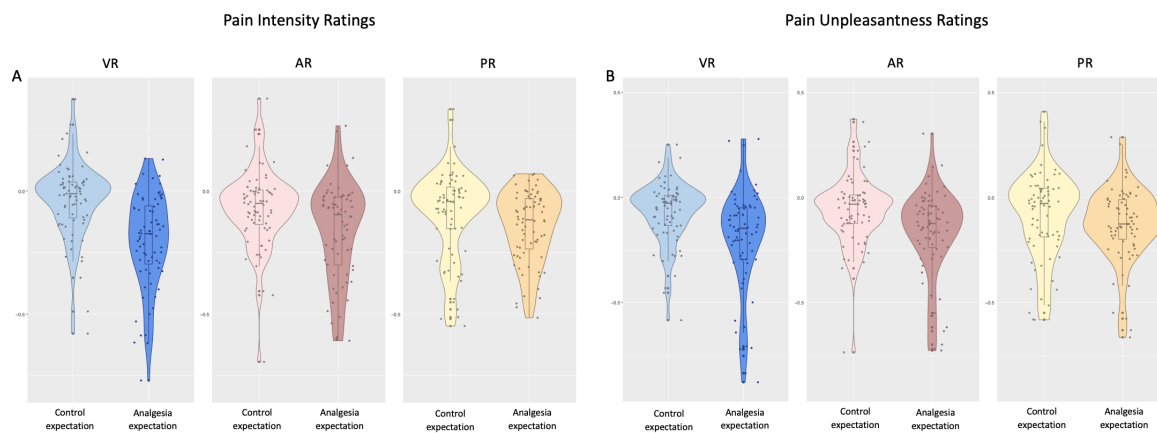 Pain Intensity Ratings
Pain Unpleasantness Ratings
A
VR
AR
PR
B
VR
AR
PR
0.0
-0.5
0.0
-0.5
0.0
-0.5
0.5
0.0
-0.5
0.5
0.0
-0.5
0.5
0.0
-0.5
Control
expectation
Analgesia
expectation
Control
expectation
Analgesia
expectation
Control
expectation
Analgesia
expectation
Control
expectation
Analgesia
expectation
Control
expectation
Analgesia
expectation
Control
expectation
Analgesia
expectation